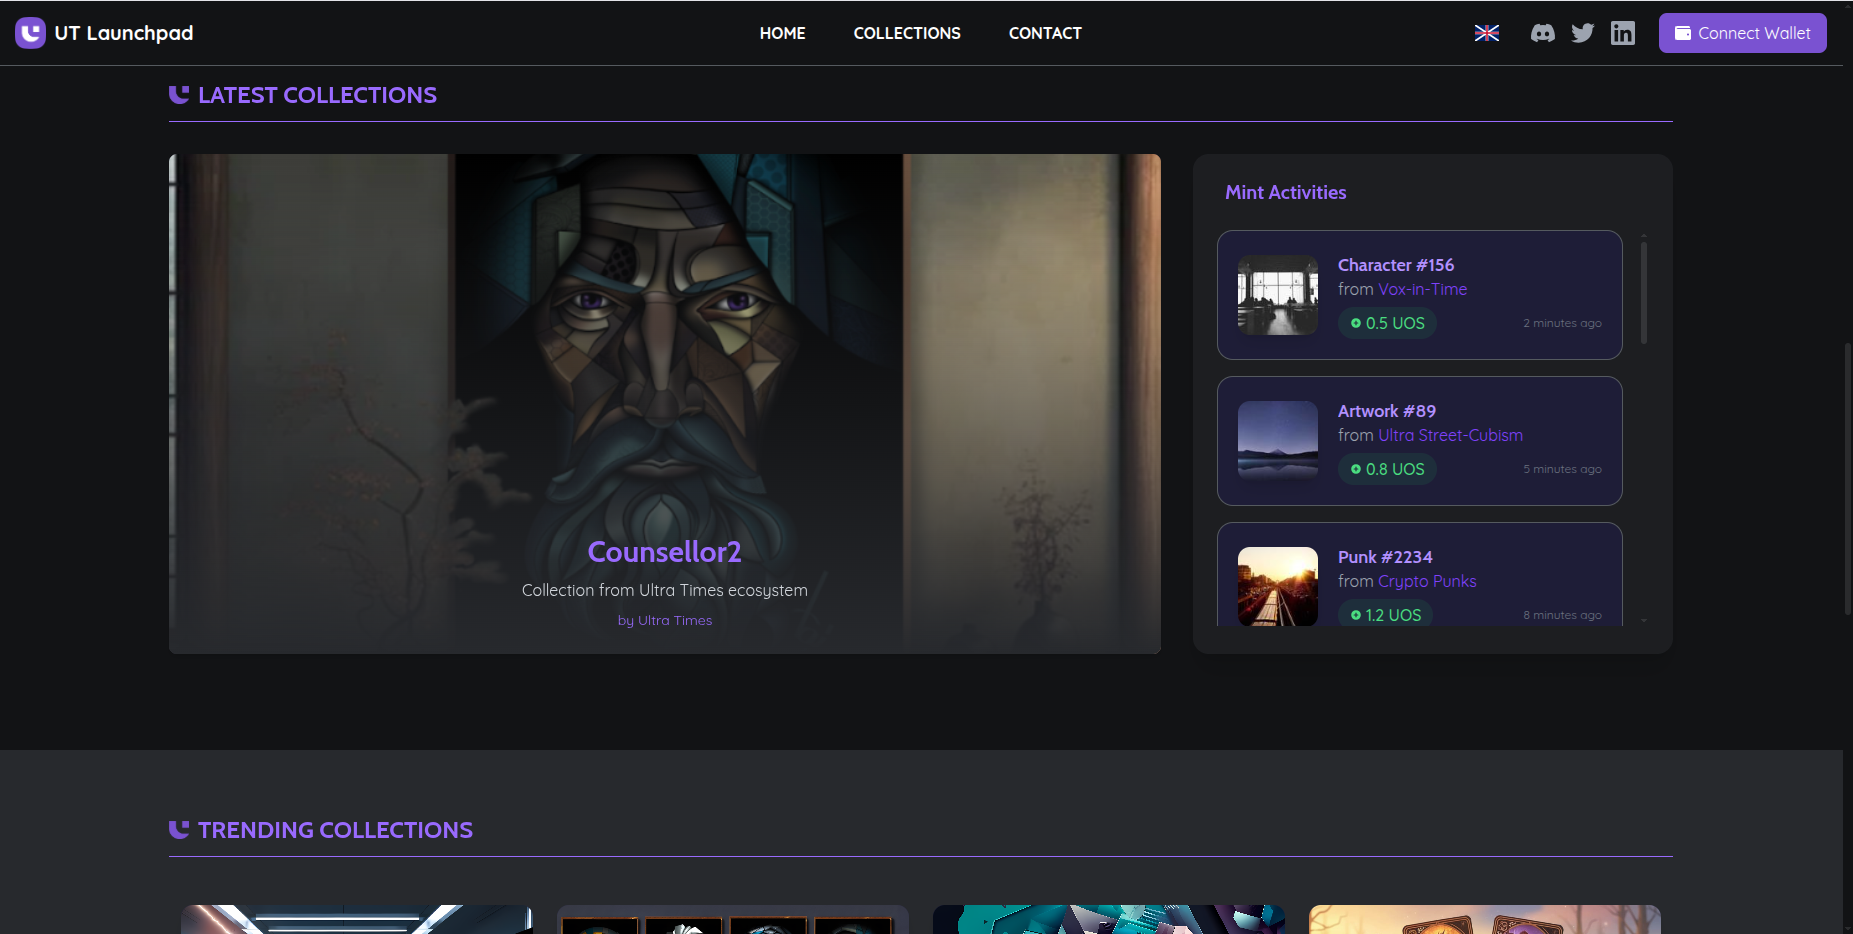 UT Launchpad
HOME
COLLECTIONS
CONTACT
Connect Wallet
LATEST COLLECTIONS
Counsellor2
Collection from Ultra Times ecosystem
by Ultra Times
Mint Activities
Character #156
from Vox-in-Time
0.5 UOS
2 minutes ago
Artwork #89
from Ultra Street-Cubism
0.8 UOS
5 minutes ago
Punk #2234
from Crypto Punks
1.2 UOS
8 minutes ago
TRENDING COLLECTIONS